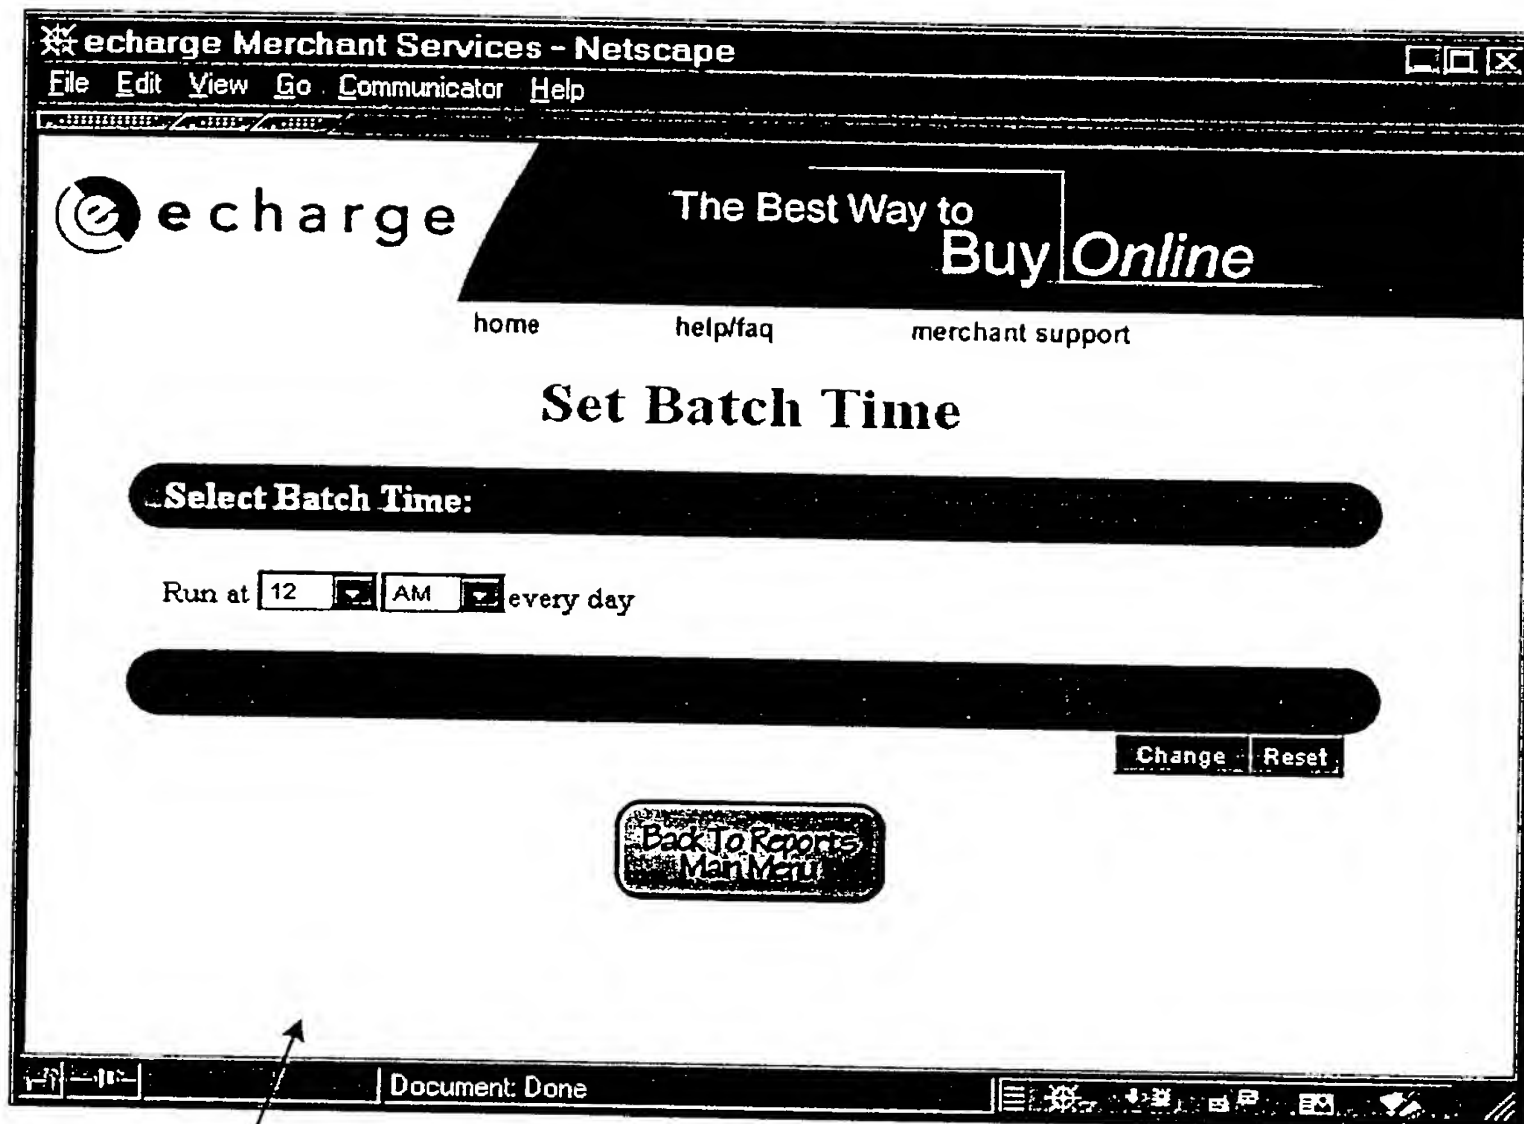 echarge Merchant Services - Netscape
File Edit View Go Communicator Help
echarge
The Best Way to
Buy Online
home help/faq merchant support
Set Batch Time
Select Batch Time:
Run at 12 AM every day
Change Reset
Back To Reports
Main Menu
Document: Done